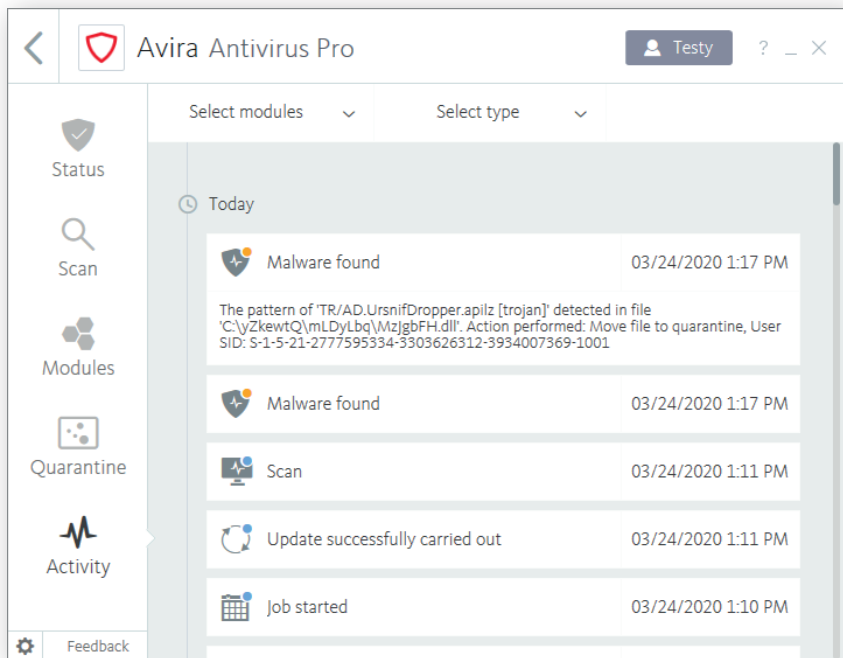 Avira Antivirus Pro
Testy
?
Select modules
Select type
Status
Scan
Modules
Quarantine
Activity
Feedback
Today
Malware found 03/24/2020 1:17 PM
The pattern of 'TR/AD.UrsnifDropper.apilz [trojan]' detected in file
'C:\yZkewtQ\mLDyLbq\MzJgbFH.dll'. Action performed: Move file to quarantine, User
SID: S-1-5-21-2777595334-3303626312-3934007369-1001
Malware found 03/24/2020 1:17 PM
Scan 03/24/2020 1:11 PM
Update successfully carried out 03/24/2020 1:11 PM
Job started 03/24/2020 1:10 PM